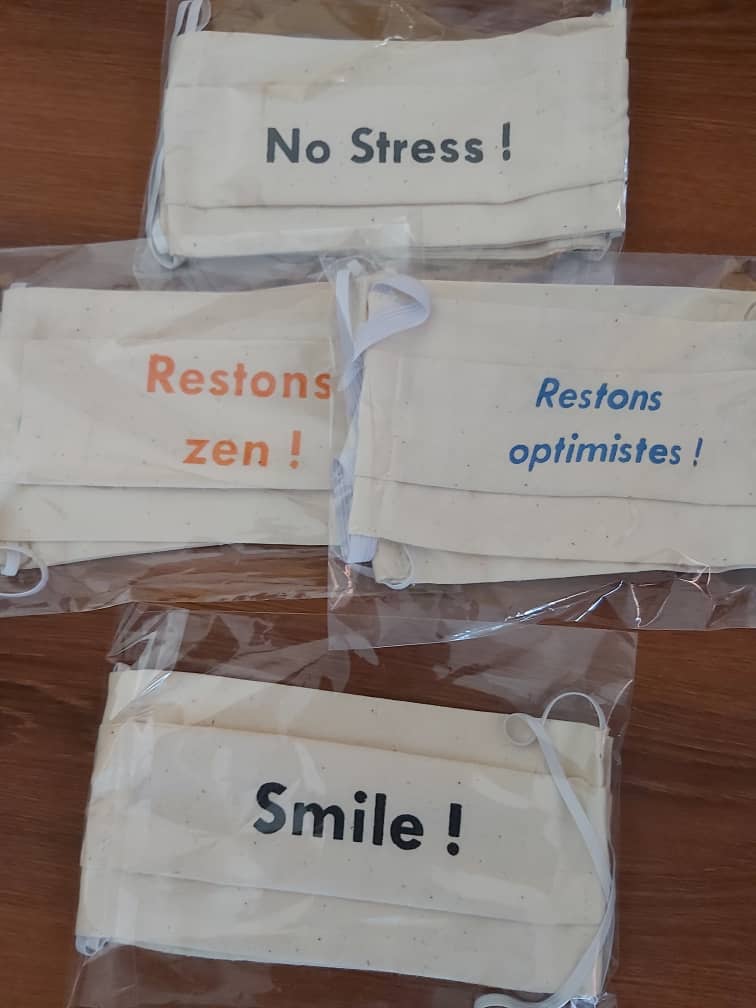 No Stress !
Restons
zen !
Restons
optimistes !
Smile !